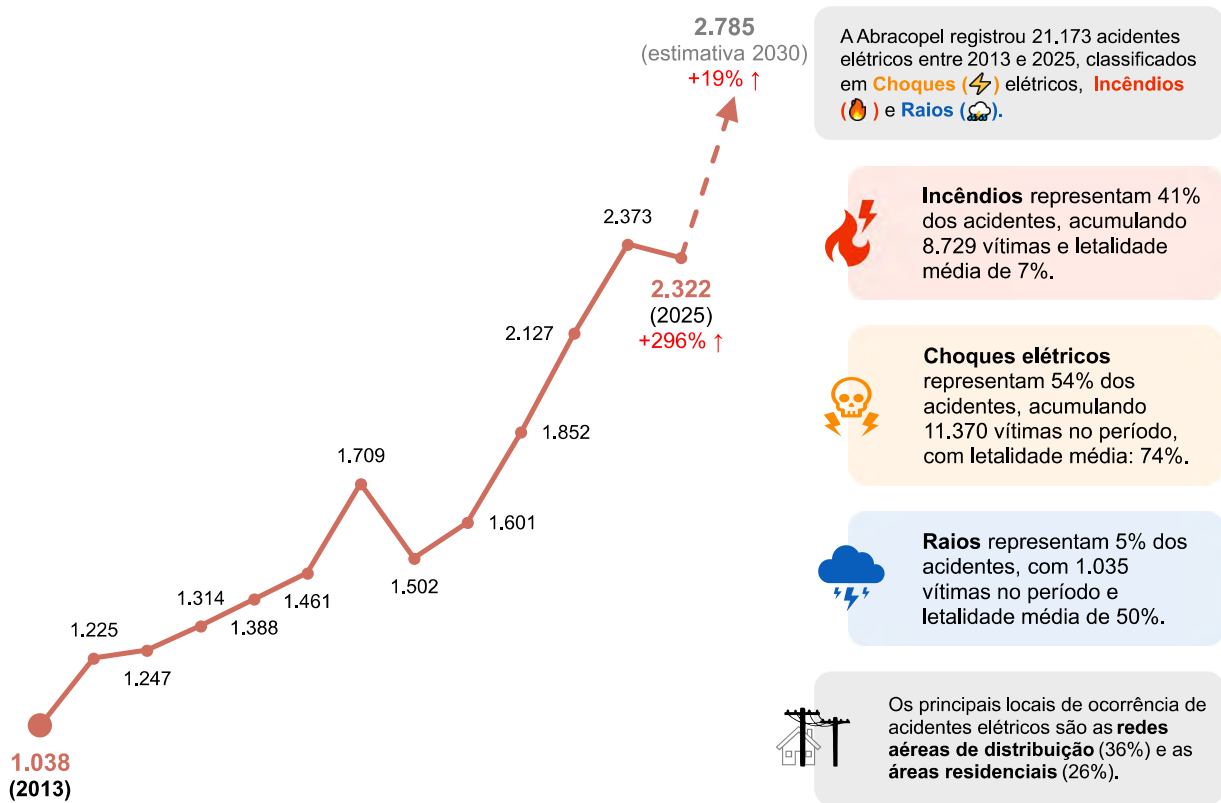 2.785
(estimativa 2030)
+19% ↑
2.373
2.322
(2025)
+296% ↑
2.127
1.852
1.709
1.601
1.502
1.461
1.314
1.388
1.225
1.247
1.038
(2013)
A Abracopel registrou 21.173 acidentes
elétricos entre 2013 e 2025, classificados
em Choques (⚡) elétricos, Incêndios
(🔥) e Raios (⛈).
Incêndios representam 41%
dos acidentes, acumulando
8.729 vítimas e letalidade
média de 7%.
Choques elétricos
representam 54% dos
acidentes, acumulando
11.370 vítimas no período,
com letalidade média: 74%.
Raios representam 5% dos
acidentes, com 1.035
vítimas no período e
letalidade média de 50%.
Os principais locais de ocorrência de
acidentes elétricos são as redes
aéreas de distribuição (36%) e as
áreas residenciais (26%).